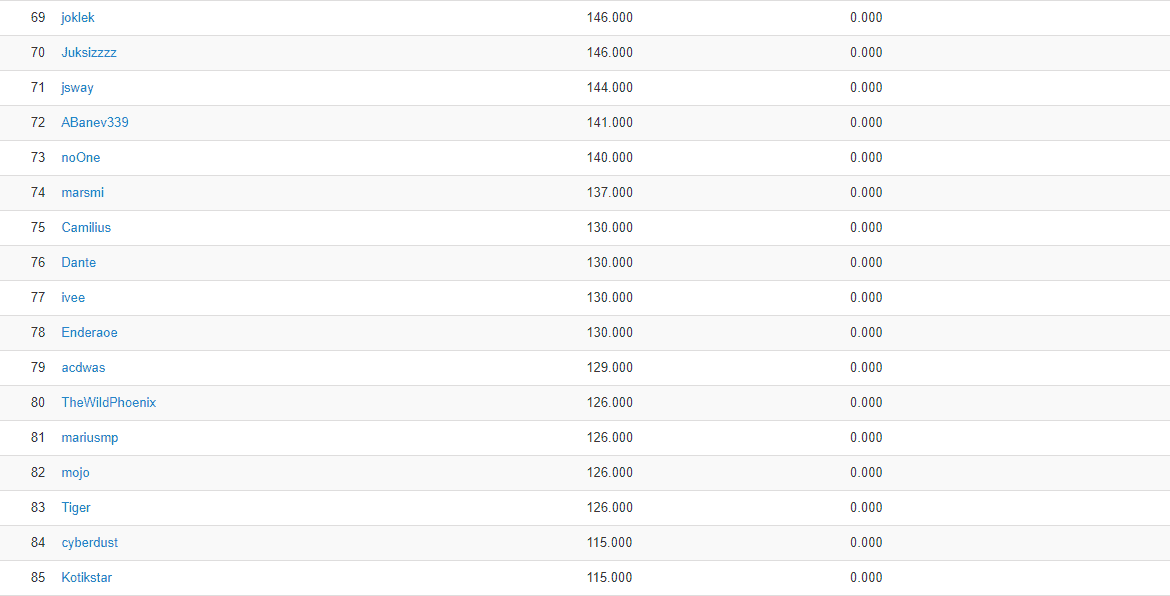 69 joklek 146.000 0.000
70 Juksizzzz 146.000 0.000
71 jsway 144.000 0.000
72 ABanev339 141.000 0.000
73 noOne 140.000 0.000
74 marsmi 137.000 0.000
75 Camilius 130.000 0.000
76 Dante 130.000 0.000
77 ivee 130.000 0.000
78 Enderaoe 130.000 0.000
79 acdwas 129.000 0.000
80 TheWildPhoenix 126.000 0.000
81 mariusmp 126.000 0.000
82 mojo 126.000 0.000
83 Tiger 126.000 0.000
84 cyberdust 115.000 0.000
85 Kotikstar 115.000 0.000